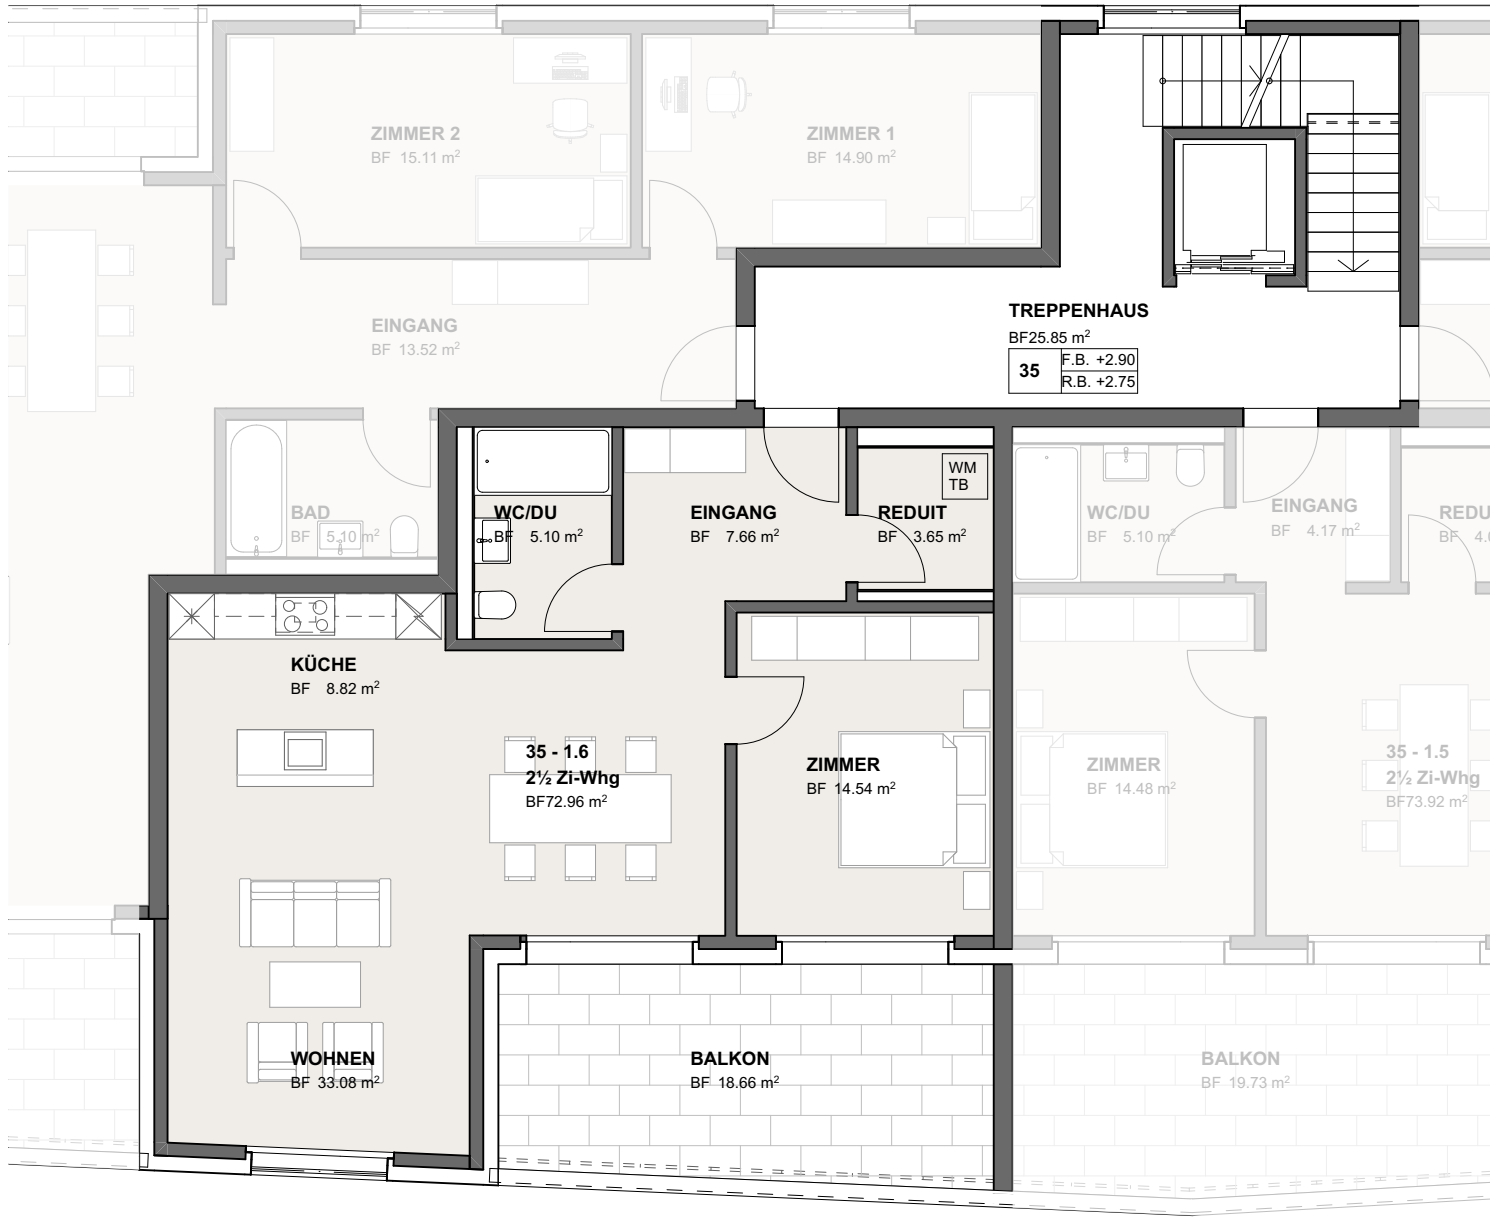 ZIMMER 2
BF 15.11 m²
ZIMMER 1
BF 14.90 m²
EINGANG
BF 13.52 m²
TREPPENHAUS
BF25.85 m²
35
F.B. +2.90
R.B. +2.75
BAD
BF 5.10 m²
WC/DU
BF 5.10 m²
EINGANG
BF 7.66 m²
WM
TB
REDUIT
BF 3.65 m²
WC/DU
BF 5.10 m²
EINGANG
BF 4.17 m²
REDU
BF 4.
KÜCHE
BF 8.82 m²
35 - 1.6
2½ Zi-Whg
BF72.96 m²
ZIMMER
BF 14.54 m²
ZIMMER
BF 14.48 m²
35 - 1.5
2½ Zi-Whg
BF73.92 m²
WOHNEN
BF 33.08 m²
BALKON
BF 18.66 m²
BALKON
BF 19.73 m²